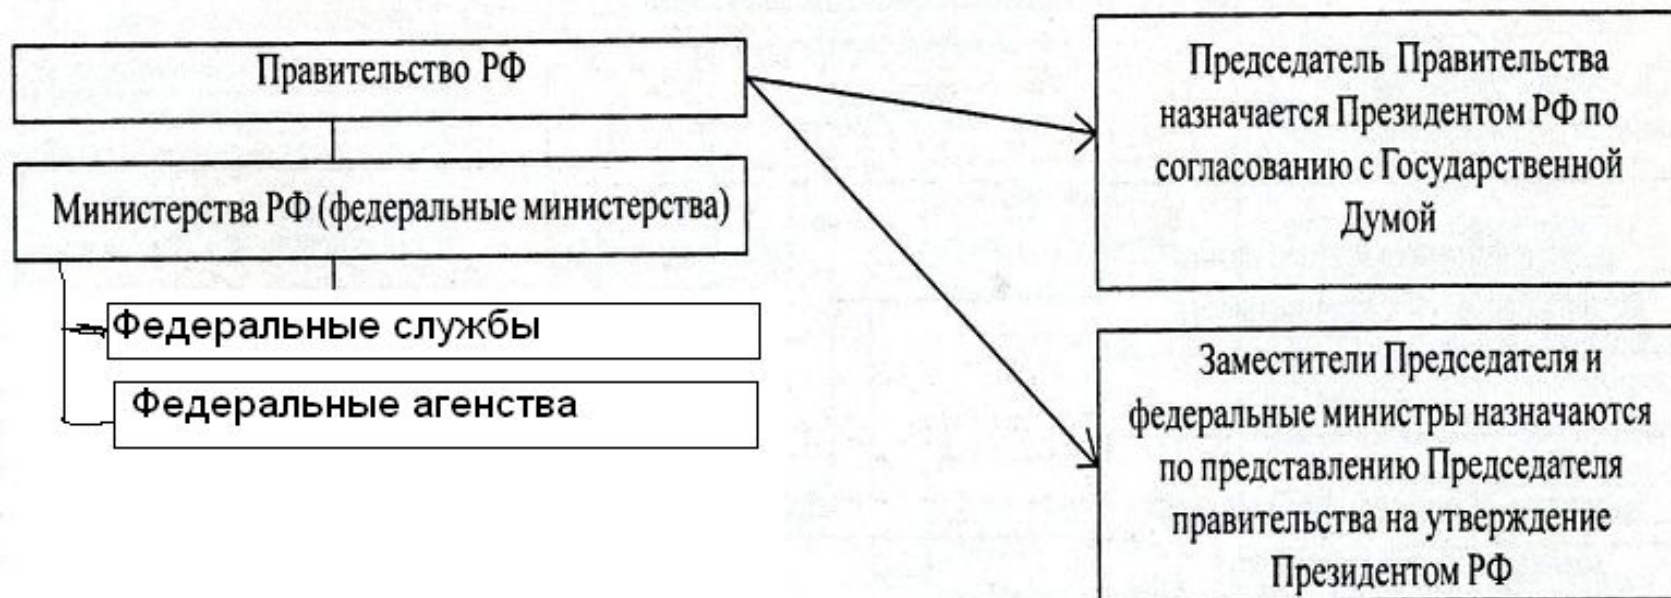 Правительство РФ
Министерства РФ (федеральные министерства)
Федеральные службы
Федеральные агенства
Председатель Правительства
назначается Президентом РФ по
согласованию с Государственной
Думой
Заместители Председателя и
федеральные министры назначаются
по представлению Председателя
правительства на утверждение
Президентом РФ